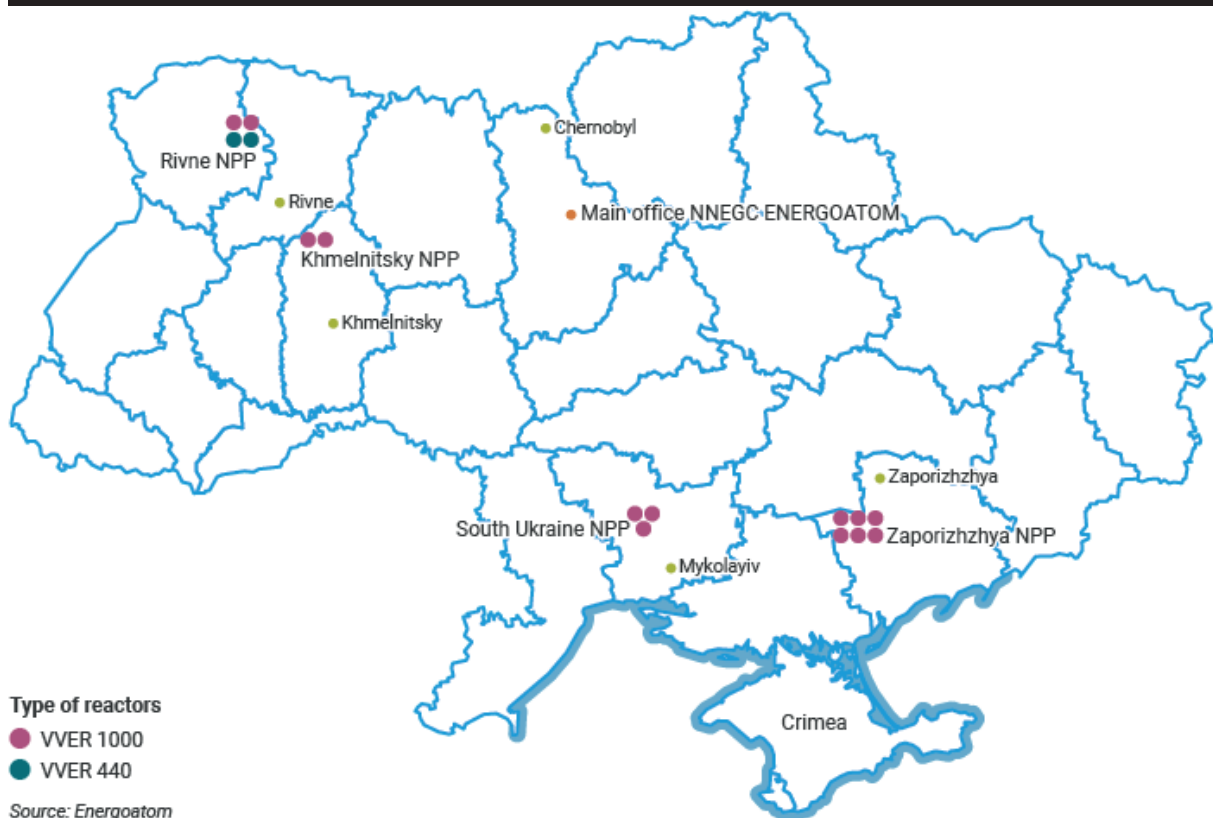 Chernobyl
Rivne NPP
Rivne
Main office NNEGC ENERGOATOM
Khmelnitsky NPP
Khmelnitsky
Zaporizhzhya
South Ukraine NPP
Zaporizhzhya NPP
Mykolayiv
Crimea
Type of reactors
VVER 1000
VVER 440
Source: Energoatom